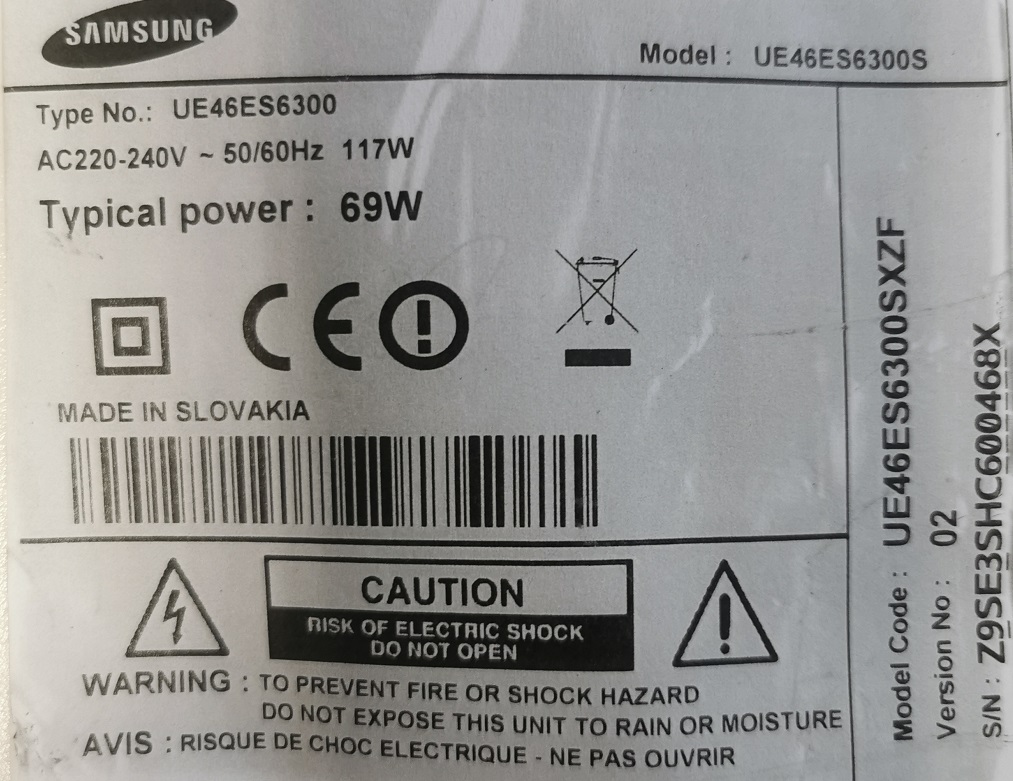 SAMSUNG
Model : UE46ES6300S
Type No.: UE46ES6300
AC220-240V ~ 50/60Hz 117W
Typical power : 69W
CE
MADE IN SLOVAKIA
CAUTION
RISK OF ELECTRIC SHOCK
DO NOT OPEN
WARNING : TO PREVENT FIRE OR SHOCK HAZARD
DO NOT EXPOSE THIS UNIT TO RAIN OR MOISTURE
AVIS : RISQUE DE CHOC ELECTRIQUE - NE PAS OUVRIR
Model Code : UE46ES6300SXZF
Version No : 02
S/N : Z9SE3SHC600468X